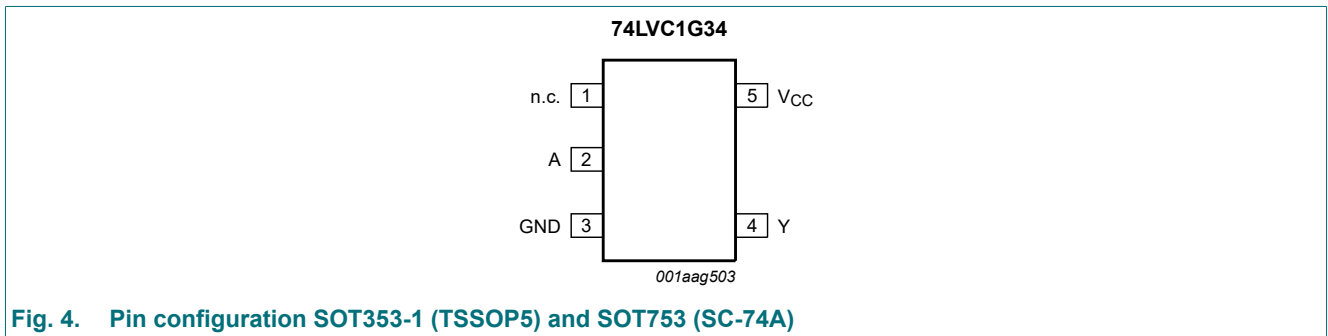 74LVC1G34
n.c. 1 5 VCC
A 2
GND 3 4 Y
001aag503
Fig. 4. Pin configuration SOT353-1 (TSSOP5) and SOT753 (SC-74A)